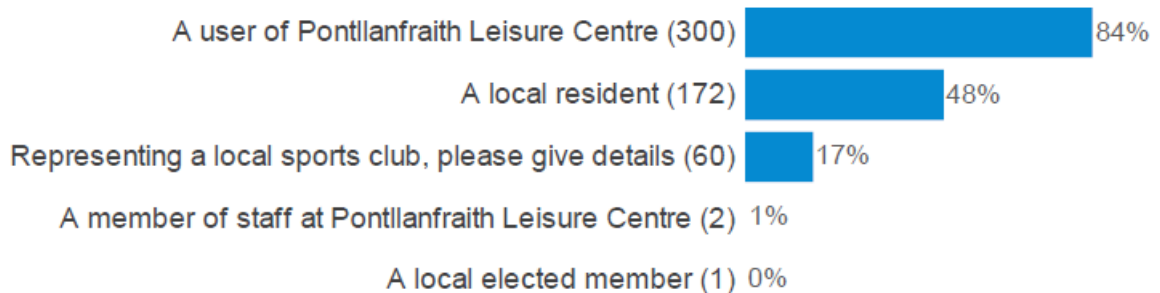 A user of Pontllanfraith Leisure Centre (300) 84%
A local resident (172) 48%
Representing a local sports club, please give details (60) 17%
A member of staff at Pontllanfraith Leisure Centre (2) 1%
A local elected member (1) 0%